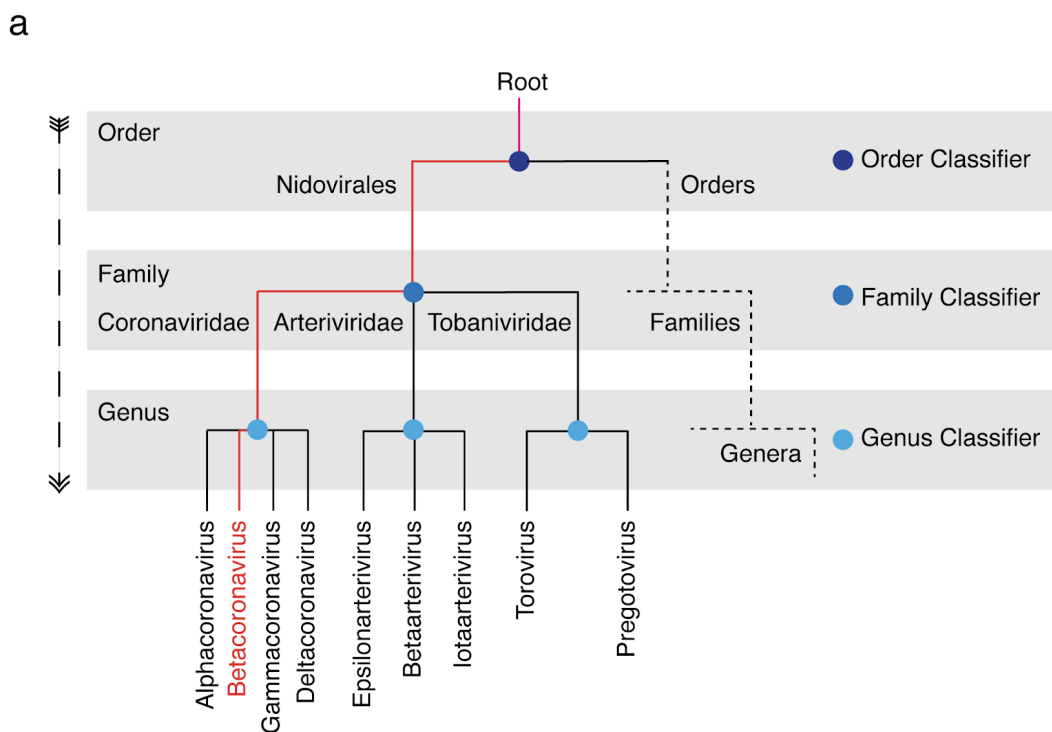 a
Root
Order
Order Classifier
Nidovirales
Orders
Family
Family Classifier
Coronaviridae
Arteriviridae
Tobaniviridae
Families
Genus
Genus Classifier
Genera
Alphacoronavirus
Betacoronavirus
Gammacoronavirus
Deltacoronavirus
Epsilonarterivirus
Betaarterivirus
Iotaarterivirus
Torovirus
Pregotovirus